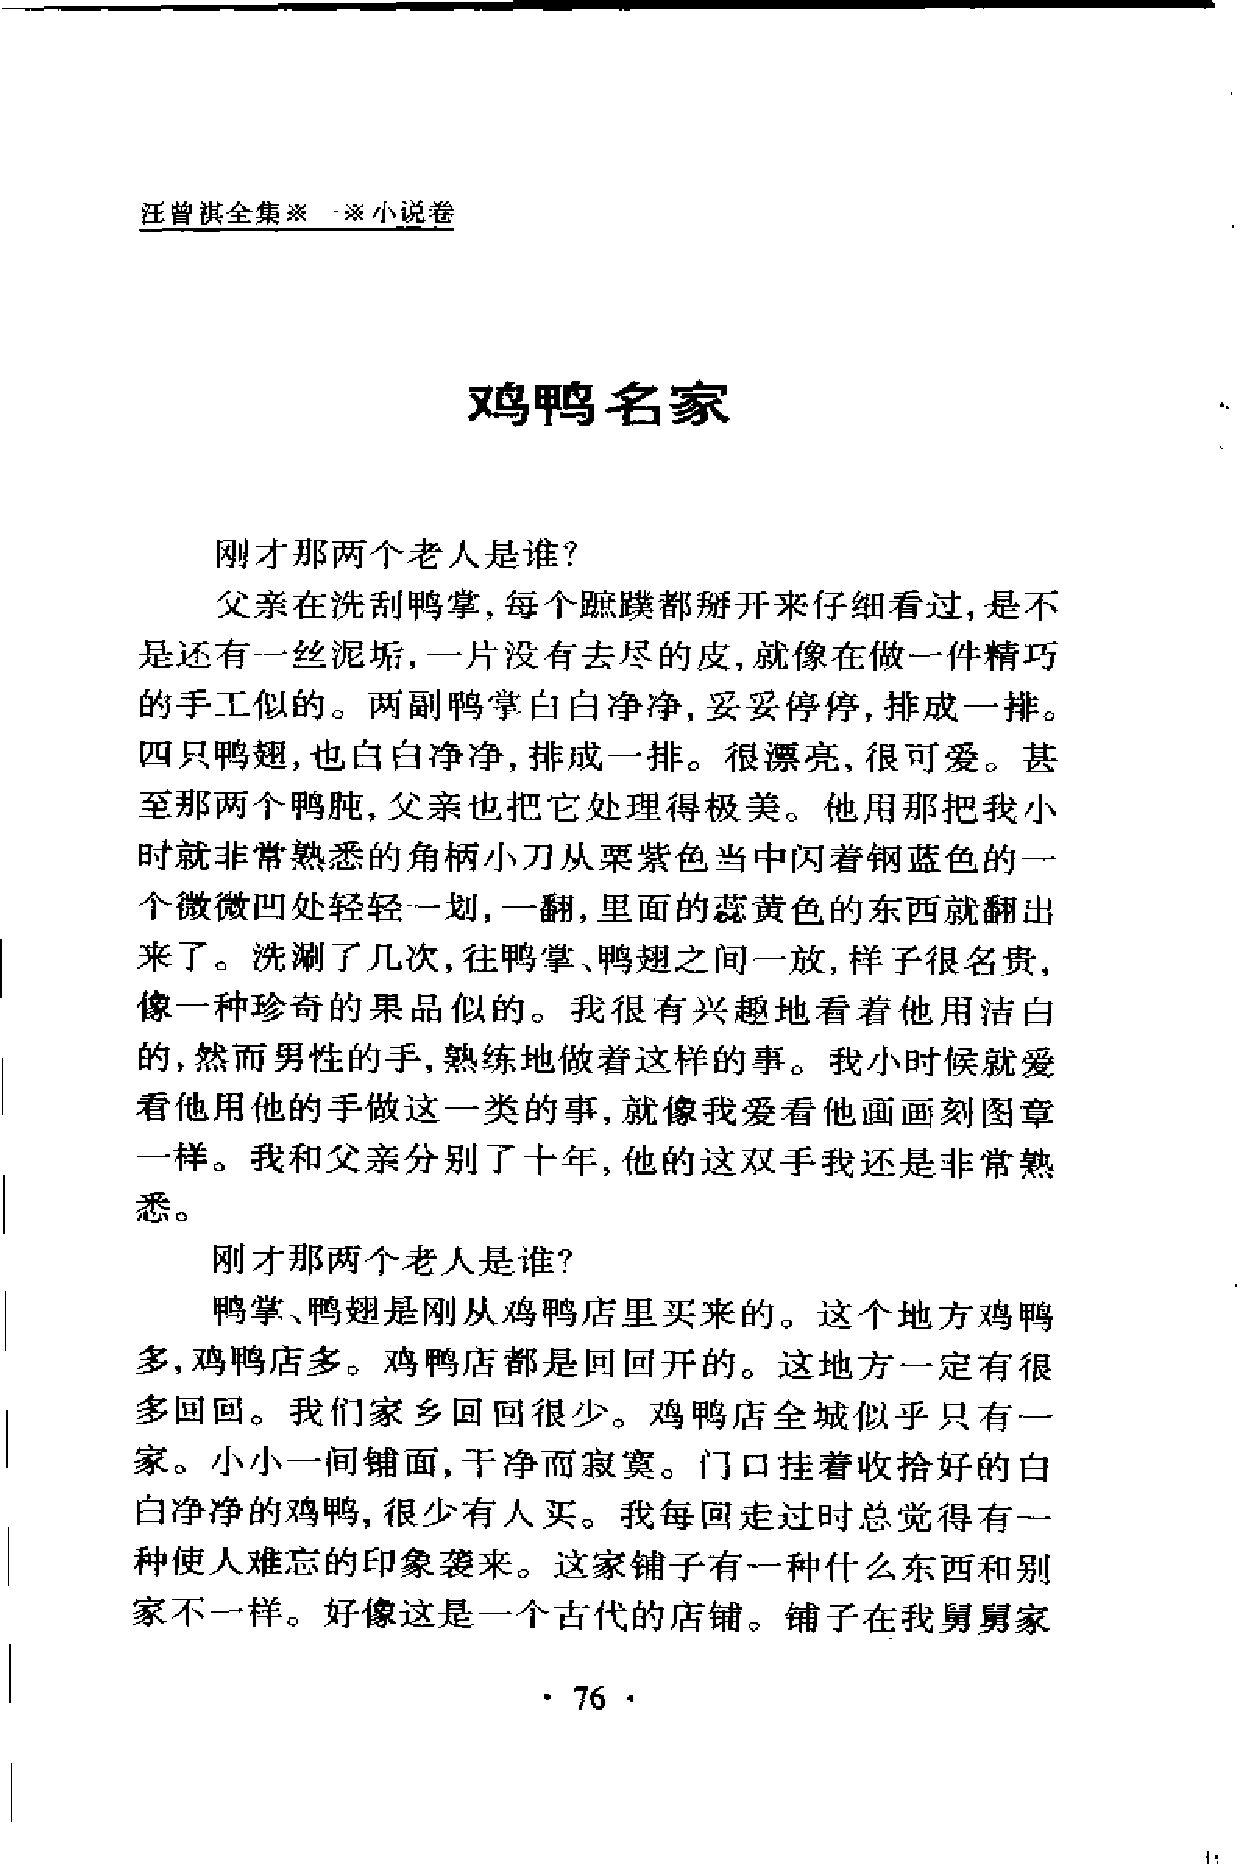 汪曾祺全集※一※小说卷
鸡鸭名家
刚才那两个老人是谁?
父亲在洗刮鸭掌,每个蹠蹼都掰开来仔细看过,是不
是还有一丝泥垢,一片没有去尽的皮,就像在做一件精巧
的手工似的。两副鸭掌白白净净,妥妥停停,排成一排。
四只鸭翅,也白白净净,排成一排。很漂亮,很可爱。甚
至那两个鸭肫,父亲也把它处理得极美。他用那把我小
时就非常熟悉的角柄小刀从栗紫色当中闪着钢蓝色的一
个微微凹处轻轻一划,一翻,里面的蕊黄色的东西就翻出
来了。洗涮了几次,往鸭掌、鸭翅之间一放,样子很名贵,
像一种珍奇的果品似的。我很有兴趣地看着他用洁白
的,然而男性的手,熟练地做着这样的事。我小时候就爱
看他用他的手做这一类的事,就像我爱看他画画刻图章
一样。我和父亲分别了十年,他的这双手我还是非常熟
悉。
刚才那两个老人是谁?
鸭掌、鸭翅是刚从鸡鸭店里买来的。这个地方鸡鸭
多,鸡鸭店多。鸡鸭店都是回回开的。这地方一定有很
多回回。我们家乡回回很少。鸡鸭店全城似乎只有一
家。小小一间铺面,干净而寂寞。门口挂着收拾好的白
白净净的鸡鸭,很少有人买。我每回走过时总觉得有一
种使人难忘的印象袭来。这家铺子有一种什么东西和别
家不一样。好像这是一个古代的店铺。铺子在我舅舅家
· 76 ·